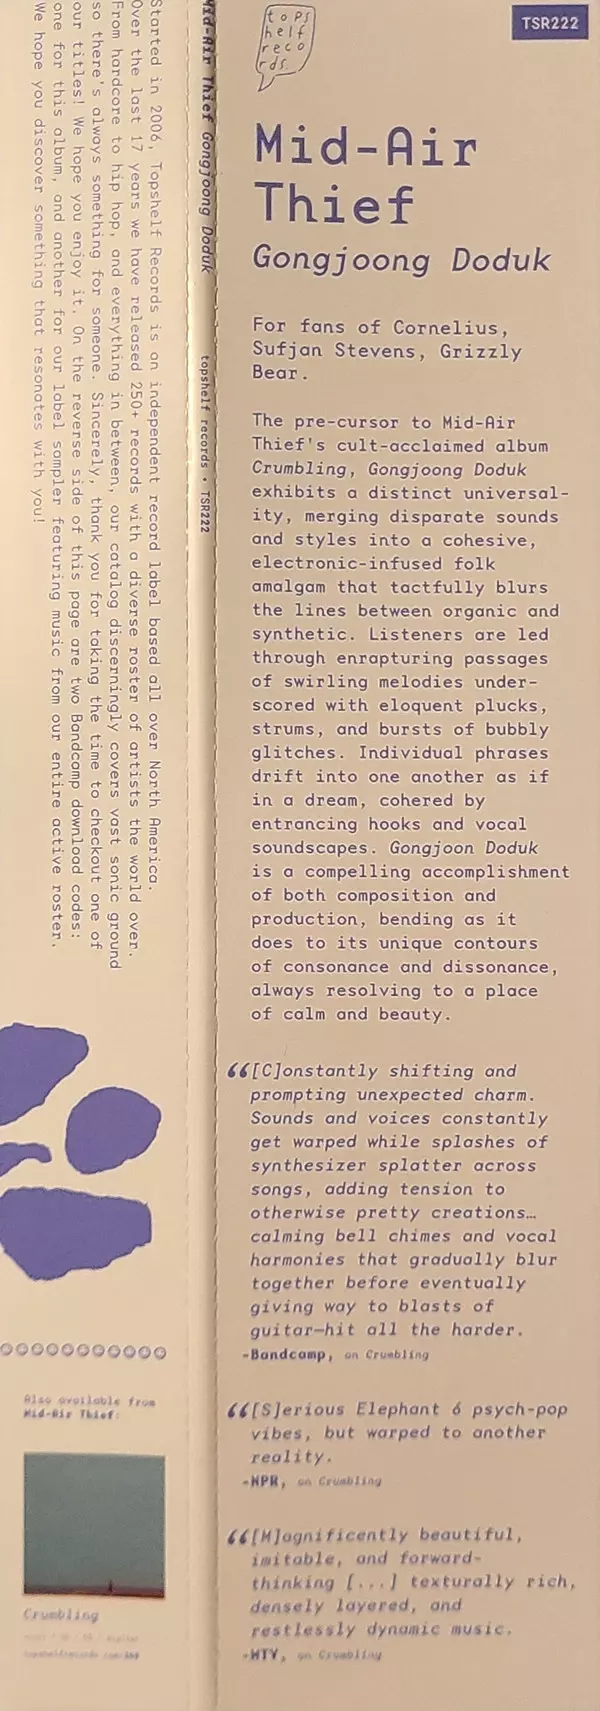 Started in 2006, Topshelf Records is an independent record label based all over North America.
Over the last 17 years we have released 250+ records with a diverse roster of artists the world over.
From hardcore to hip hop, and everything in between, our catalog discerningly covers vast sonic ground
so there's always something for someone. Sincerely, thank you for taking the time to checkout one of
our titles! We hope you enjoy it. On the reverse side of this page are two Bandcamp download codes:
one for this album, and another for our label sampler featuring music from our entire active roster.
We hope you discover something that resonates with you!
Also available from
Mid-Air Thief:
Crumbling
Mid-Air Thief Gongjoong Doduk
topshelf records • TSR222
tops
helf
reco
rds.
TSR222
Mid-Air
Thief
Gongjoong Doduk
For fans of Cornelius,
Sufjan Stevens, Grizzly
Bear.
The pre-cursor to Mid-Air
Thief's cult-acclaimed album
Crumbling, Gongjoong Doduk
exhibits a distinct universal-
ity, merging disparate sounds
and styles into a cohesive,
electronic-infused folk
amalgam that tactfully blurs
the lines between organic and
synthetic. Listeners are led
through enrapturing passages
of swirling melodies under-
scored with eloquent plucks,
strums, and bursts of bubbly
glitches. Individual phrases
drift into one another as if
in a dream, cohered by
entrancing hooks and vocal
soundscapes. Gongjoon Doduk
is a compelling accomplishment
of both composition and
production, bending as it
does to its unique contours
of consonance and dissonance,
always resolving to a place
of calm and beauty.
“[C]onstantly shifting and
prompting unexpected charm.
Sounds and voices constantly
get warped while splashes of
synthesizer splatter across
songs, adding tension to
otherwise pretty creations…
calming bell chimes and vocal
harmonies that gradually blur
together before eventually
giving way to blasts of
guitar—hit all the harder.
-Bandcamp, on Crumbling
“[S]erious Elephant 6 psych-pop
vibes, but warped to another
reality.
-NPR, on Crumbling
“[M]agnificently beautiful,
imitable, and forward-
thinking [...] texturally rich,
densely layered, and
restlessly dynamic music.
-MTV, on Crumbling